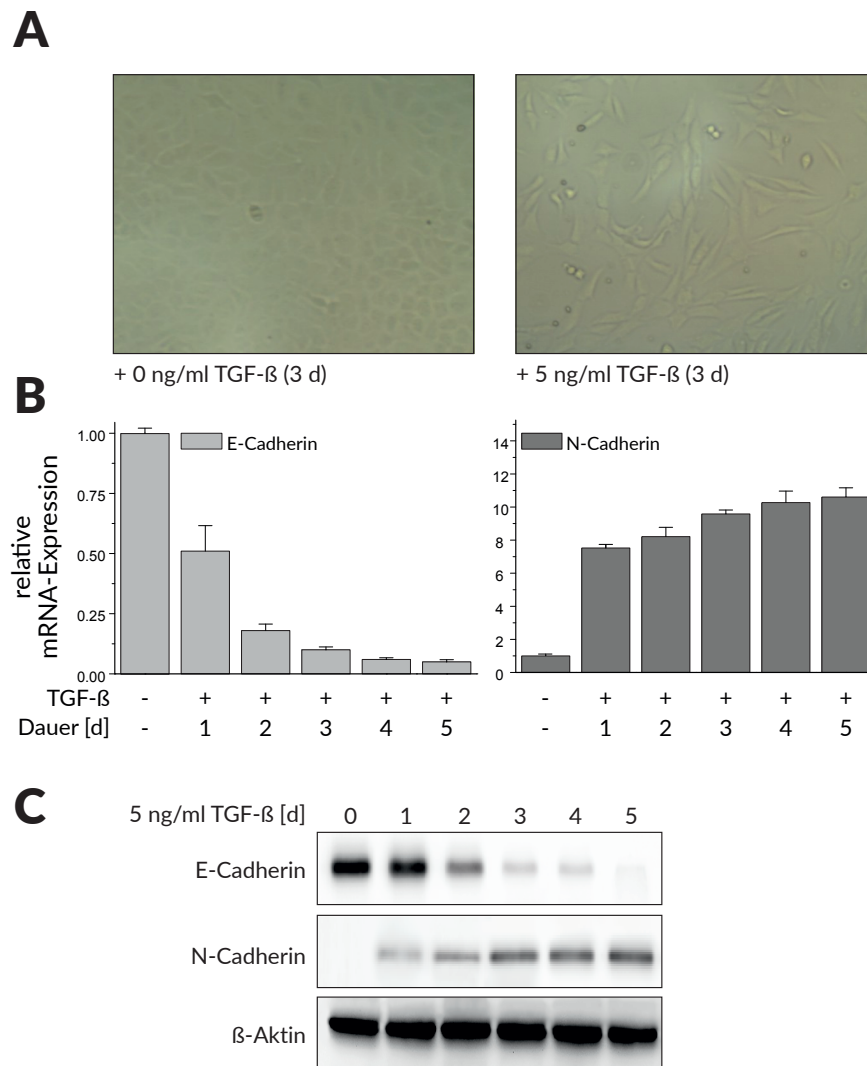 A
+ 0 ng/ml TGF-ß (3 d)
+ 5 ng/ml TGF-ß (3 d)
B
relative
mRNA-Expression
1.00
0.75
0.50
0.25
0.00
E-Cadherin
14
12
10
8
6
4
2
0
N-Cadherin
TGF-ß - + + + + + - + + + + +
Dauer [d] - 1 2 3 4 5 - 1 2 3 4 5
C
5 ng/ml TGF-ß [d] 0 1 2 3 4 5
E-Cadherin
N-Cadherin
ß-Aktin